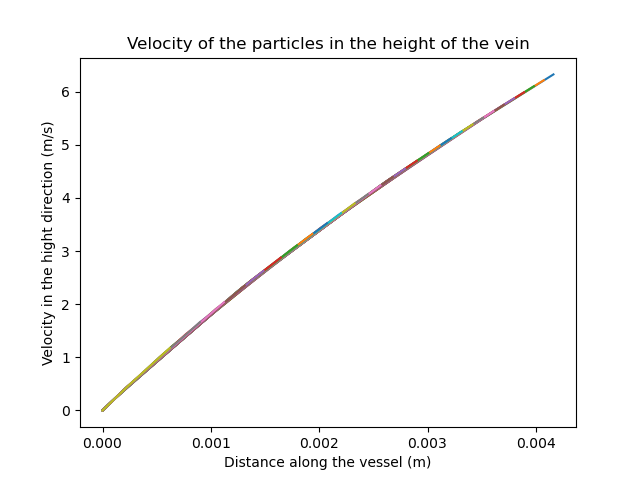 Velocity of the particles in the height of the vein
Velocity in the hight direction (m/s)
6
5
4
3
2
1
0
0.000 0.001 0.002 0.003 0.004
Distance along the vessel (m)